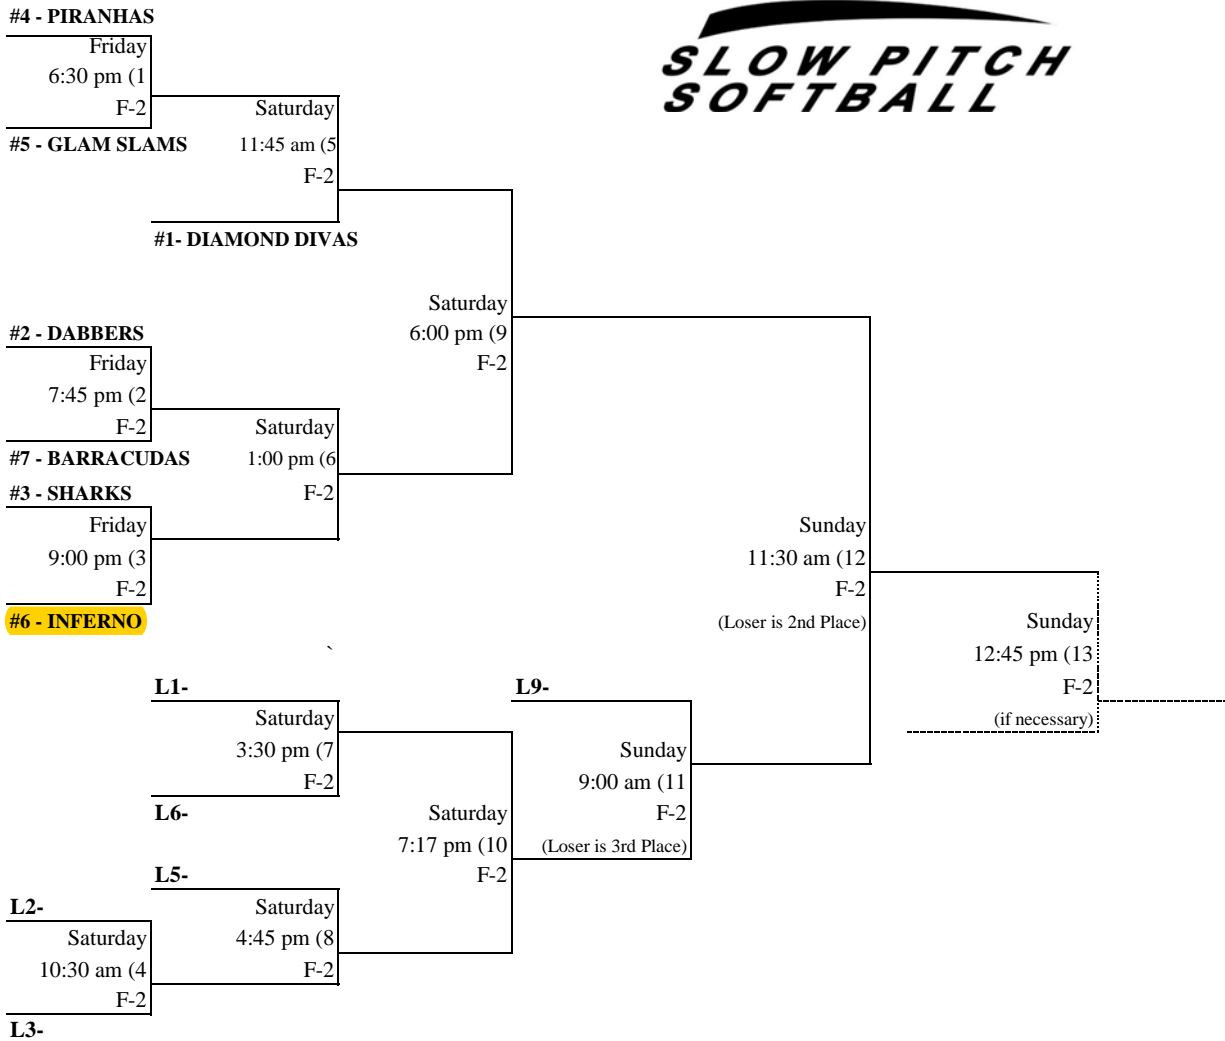 #4 - PIRANHAS
Friday
6:30 pm (1
F-2
#5 - GLAM SLAMS
SLOW PITCH
SOFTBALL
Saturday
11:45 am (5
F-2
#1- DIAMOND DIVAS
Saturday
6:00 pm (9
F-2
#2 - DABBERS
Friday
7:45 pm (2
F-2
#7 - BARRACUDAS
Saturday
1:00 pm (6
F-2
#3 - SHARKS
Friday
9:00 pm (3
F-2
#6 - INFERNO
Sunday
11:30 am (12
F-2
(Loser is 2nd Place)
Sunday
12:45 pm (13
F-2
(if necessary)
`
L1-
Saturday
3:30 pm (7
F-2
L6-
L9-
Sunday
9:00 am (11
F-2
(Loser is 3rd Place)
Saturday
7:17 pm (10
F-2
L5-
Saturday
4:45 pm (8
F-2
L2-
Saturday
10:30 am (4
F-2
L3-